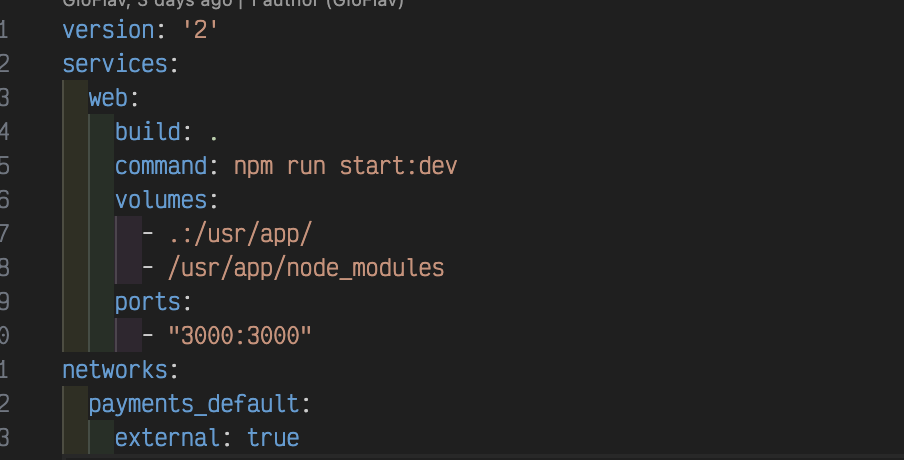 GioFlav, 3 days ago | 1 author (GioFlav)
1 version: '2'
2 services:
3 web:
4 build: .
5 command: npm run start:dev
6 volumes:
7 - .:/usr/app/
8 - /usr/app/node_modules
9 ports:
0 - "3000:3000"
1 networks:
2 payments_default:
3 external: true